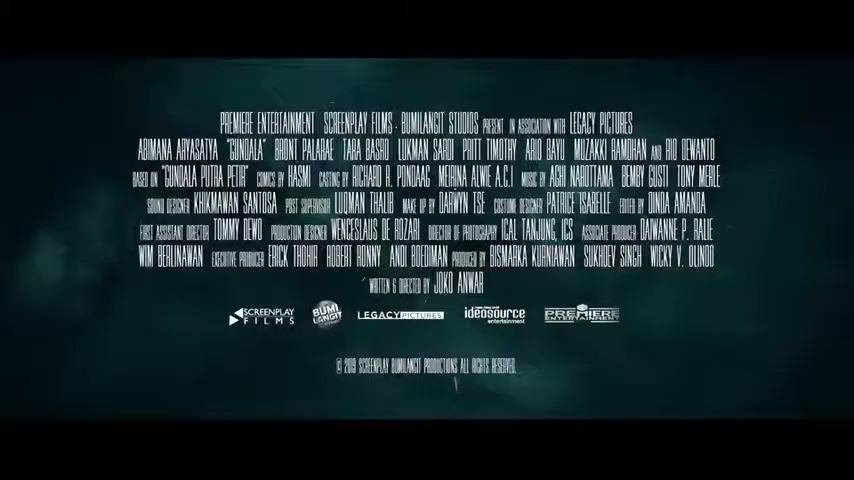 PREMIERE ENTERTAINMENT SCREENPLAY FILMS · BUMILANGIT STUDIOS PRESENT IN ASSOCIATION WITH LEGACY PICTURES
ABIMANA ARYASATYA "GUNDALA" BRONT PALARAE TARA BASRO LUKMAN SARDI PRIT TIMOTHY ARIO BAYU MUZAKKI RAMDHAN AND RIO DEWANTO
BASED ON "GUNDALA PUTRA PETIR" COMICS BY HASMI CASTING BY RICHARD R. PONDAAG MEIRINA ALWIE A.C.I MUSIC BY AGHI NAROTTAMA BEMBY GUSTI TONY MERLE
SOUND DESIGNER KHIKMAWAN SANTOSA POST SUPERVISOR LUQMAN THALIB MAKE UP BY DARWYN TSE COSTUME DESIGNER PATRICE ISABELLE EDITED BY DINDA AMANDA
FIRST ASSISTANT DIRECTOR TOMMY DEWO PRODUCTION DESIGNER WENCESLAUS DE ROZARI DIRECTOR OF PHOTOGRAPHY ICAL TANJUNG, ICS ASSOCIATE PRODUCER DAIWANNE P. RALIE
WIM BERLINAWAN EXECUTIVE PRODUCER ERICK THOHIR ROBERT RONNY ANDI BOEDIMAN PRODUCED BY BISMARKA KURNIAWAN SUKHDEV SINGH WICKY V. OLINDO
WRITTEN & DIRECTED BY JOKO ANWAR
SCREENPLAY FILMS
BUMI LANGIT
LEGACY PICTURES
ideosource entertainment
PREMIERE ENTERTAINMENT
© 2019 SCREENPLAY BUMILANGIT PRODUCTIONS ALL RIGHTS RESERVED.